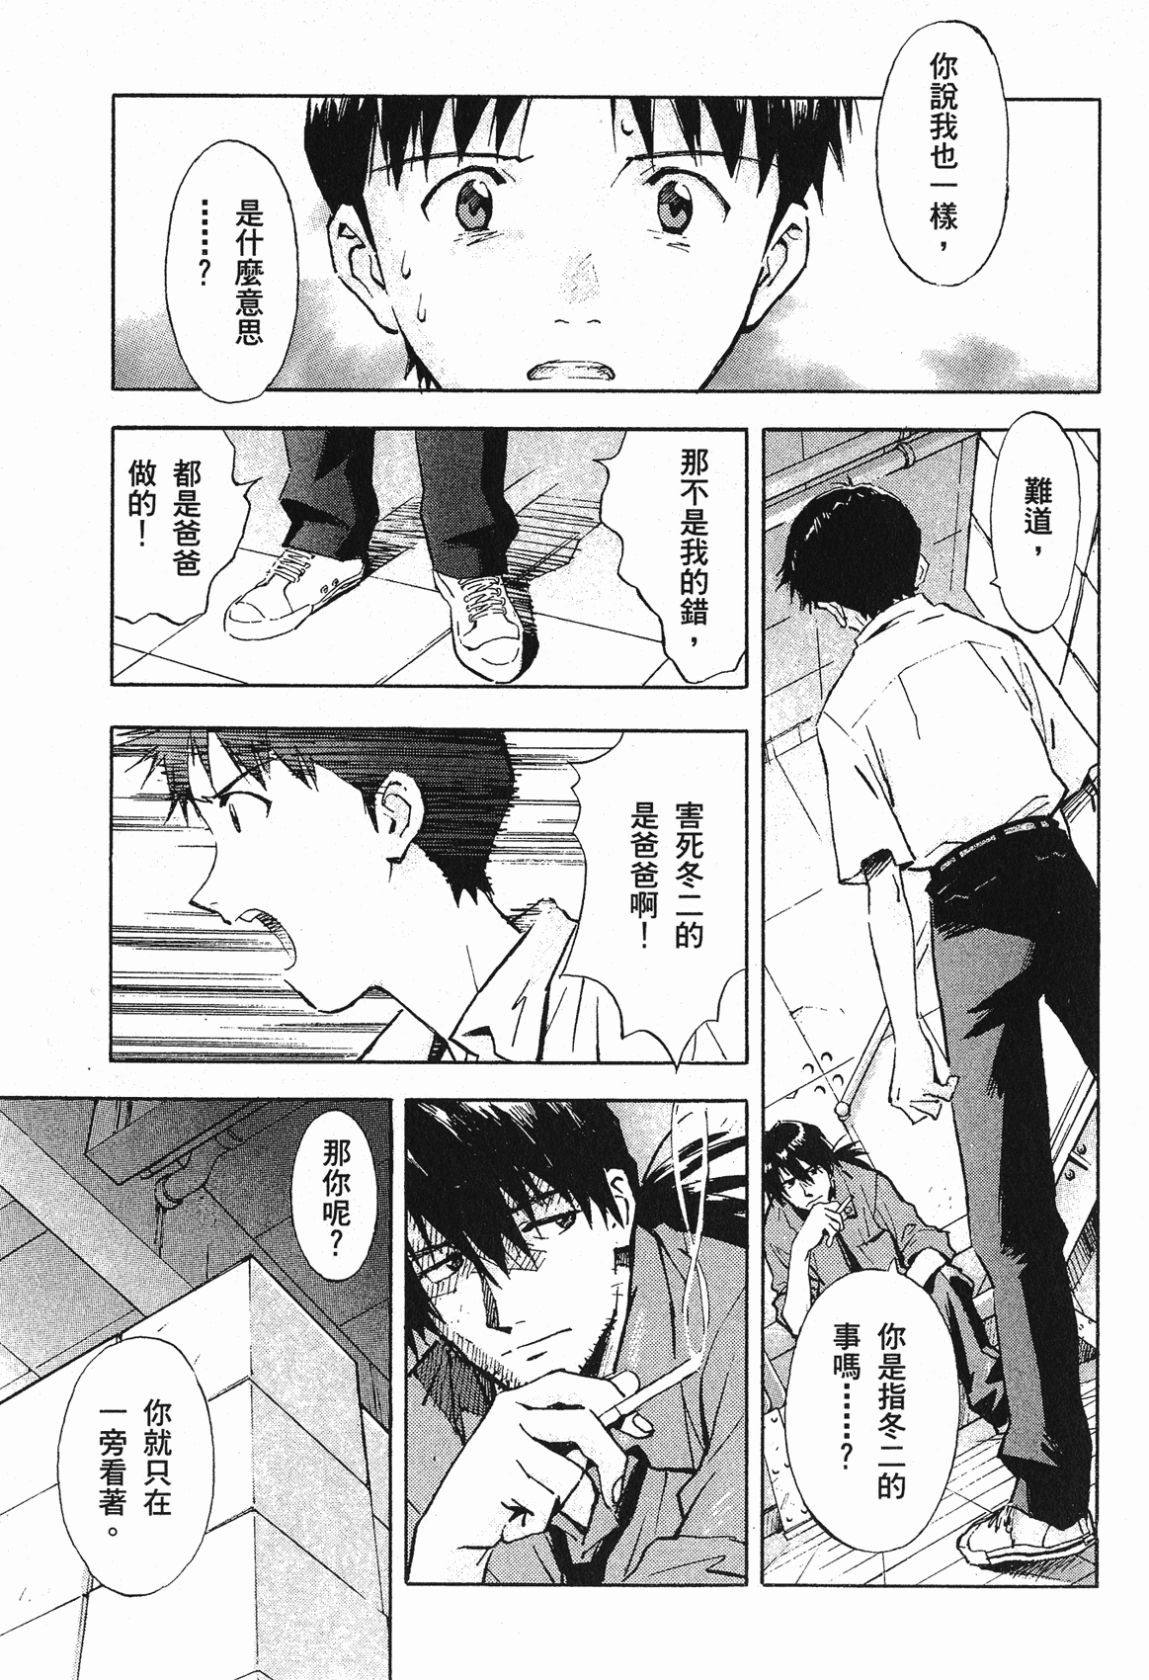 你說我也一樣，
是什麼意思
……？
難道，
你是指冬二的
事嗎……？
那不是我的錯，
都是爸爸
做的！
害死冬二的
是爸爸啊！
那你呢？
你就只在
一旁看著。